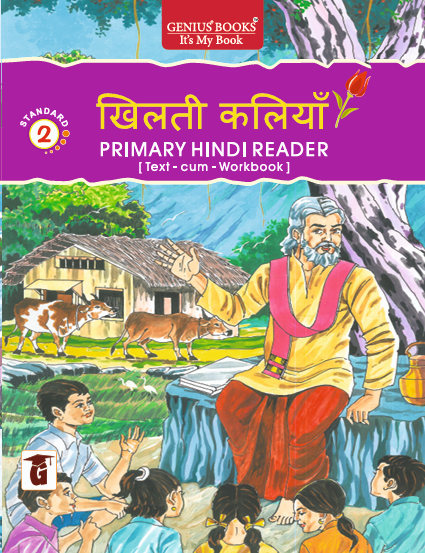 GENIUS BOOKS©
It's My Book
STANDARD
2
खिलती कलियाँ
PRIMARY HINDI READER
[ Text - cum - Workbook ]
G